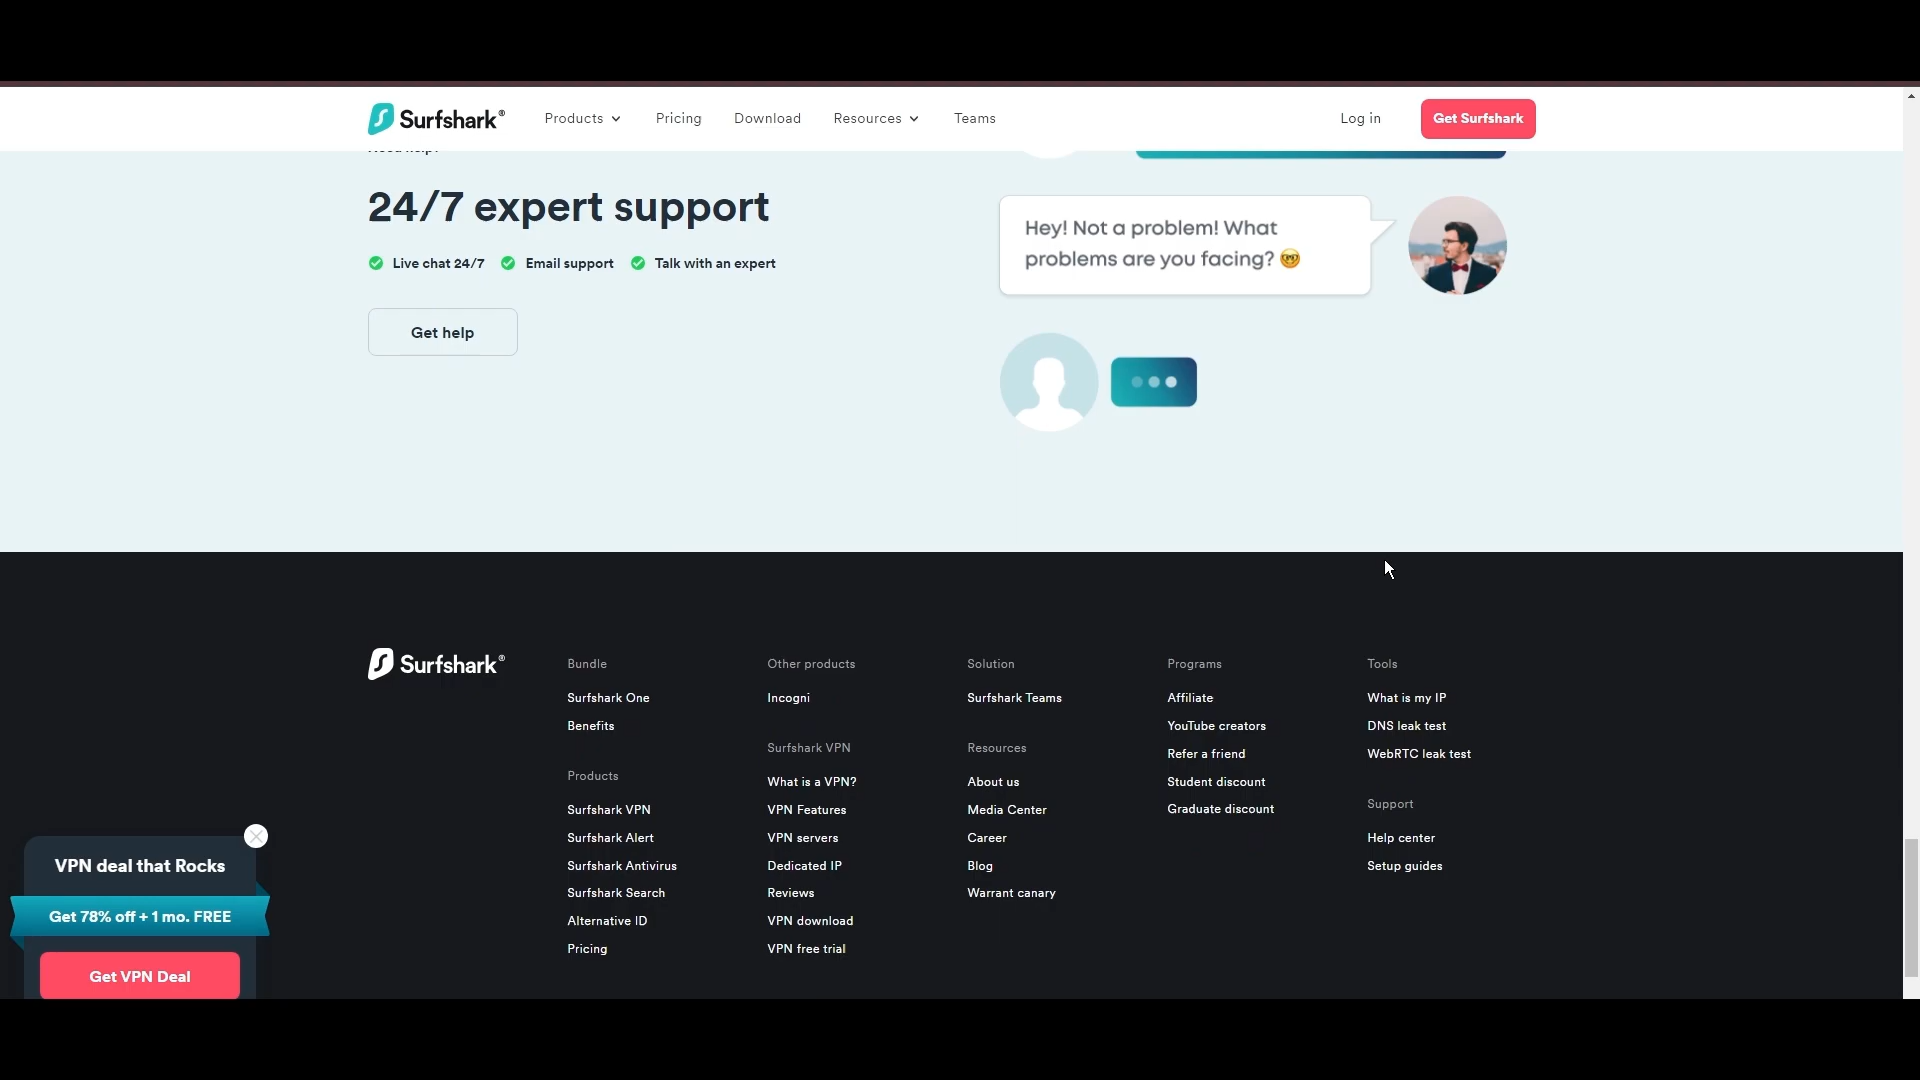 Surfshark®
Products
Pricing
Download
Resources
Teams
Log in
Get Surfshark
24/7 expert support
Live chat 24/7
Email support
Talk with an expert
Get help
Hey! Not a problem! What
problems are you facing? 🤓
Surfshark®
Bundle
Surfshark One
Benefits
Products
Surfshark VPN
Surfshark Alert
Surfshark Antivirus
Surfshark Search
Alternative ID
Pricing
Other products
Incogni
Surfshark VPN
What is a VPN?
VPN Features
VPN servers
Dedicated IP
Reviews
VPN download
VPN free trial
Solution
Surfshark Teams
Resources
About us
Media Center
Career
Blog
Warrant canary
Programs
Affiliate
YouTube creators
Refer a friend
Student discount
Graduate discount
Tools
What is my IP
DNS leak test
WebRTC leak test
Support
Help center
Setup guides
VPN deal that Rocks
Get 78% off + 1 mo. FREE
Get VPN Deal